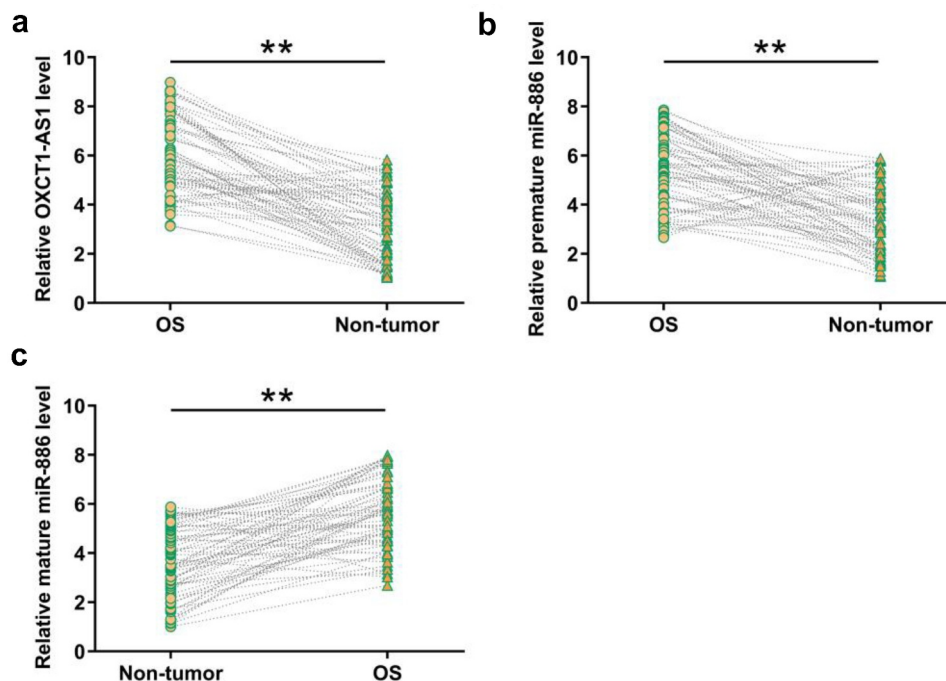 a
Relative OXCT1-AS1 level
10
8
6
4
2
0
**
OS
Non-tumor
b
Relative premature miR-886 level
10
8
6
4
2
0
**
OS
Non-tumor
c
Relative mature miR-886 level
10
8
6
4
2
0
**
Non-tumor
OS